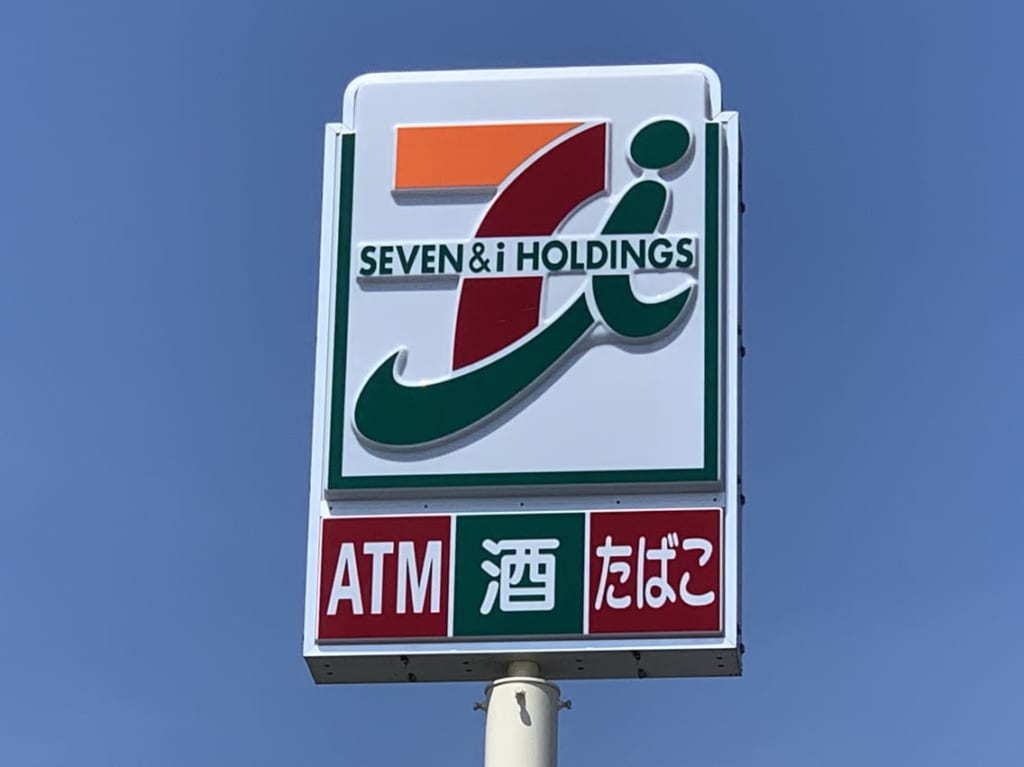 SEVEN&i HOLDINGS
ATM 酒 たばこ